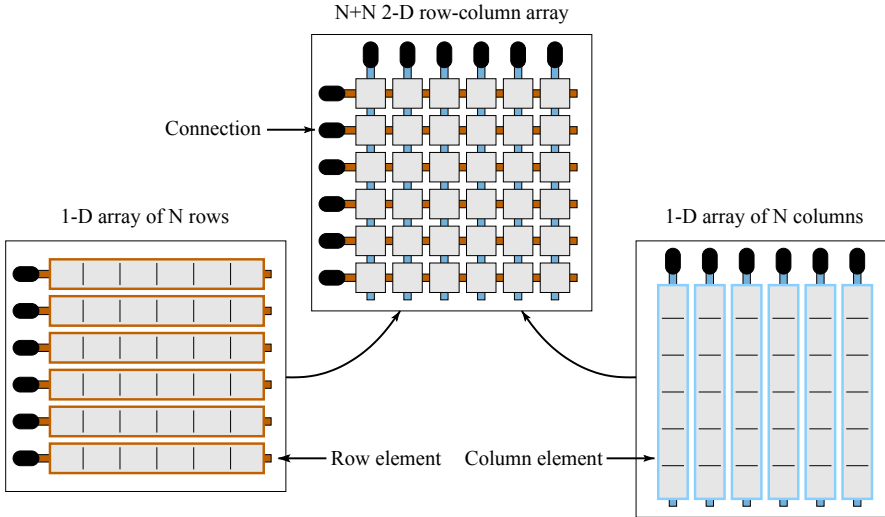 N+N 2-D row-column array
Connection
1-D array of N rows
1-D array of N columns
Row element
Column element